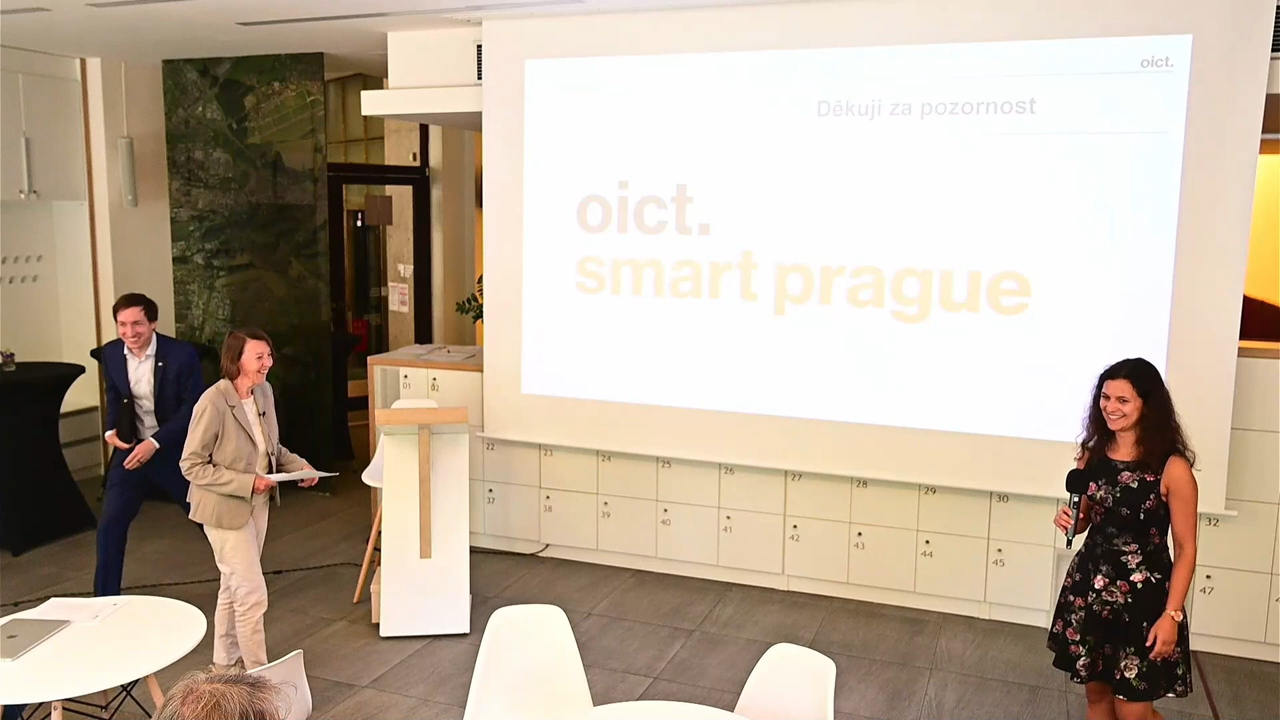 oict.
Děkuji za pozornost
oict.
smart prague
01 02
22 23 24 25 26 27 28 29 30 32
37 38 39 40 41 42 43 44 45 47